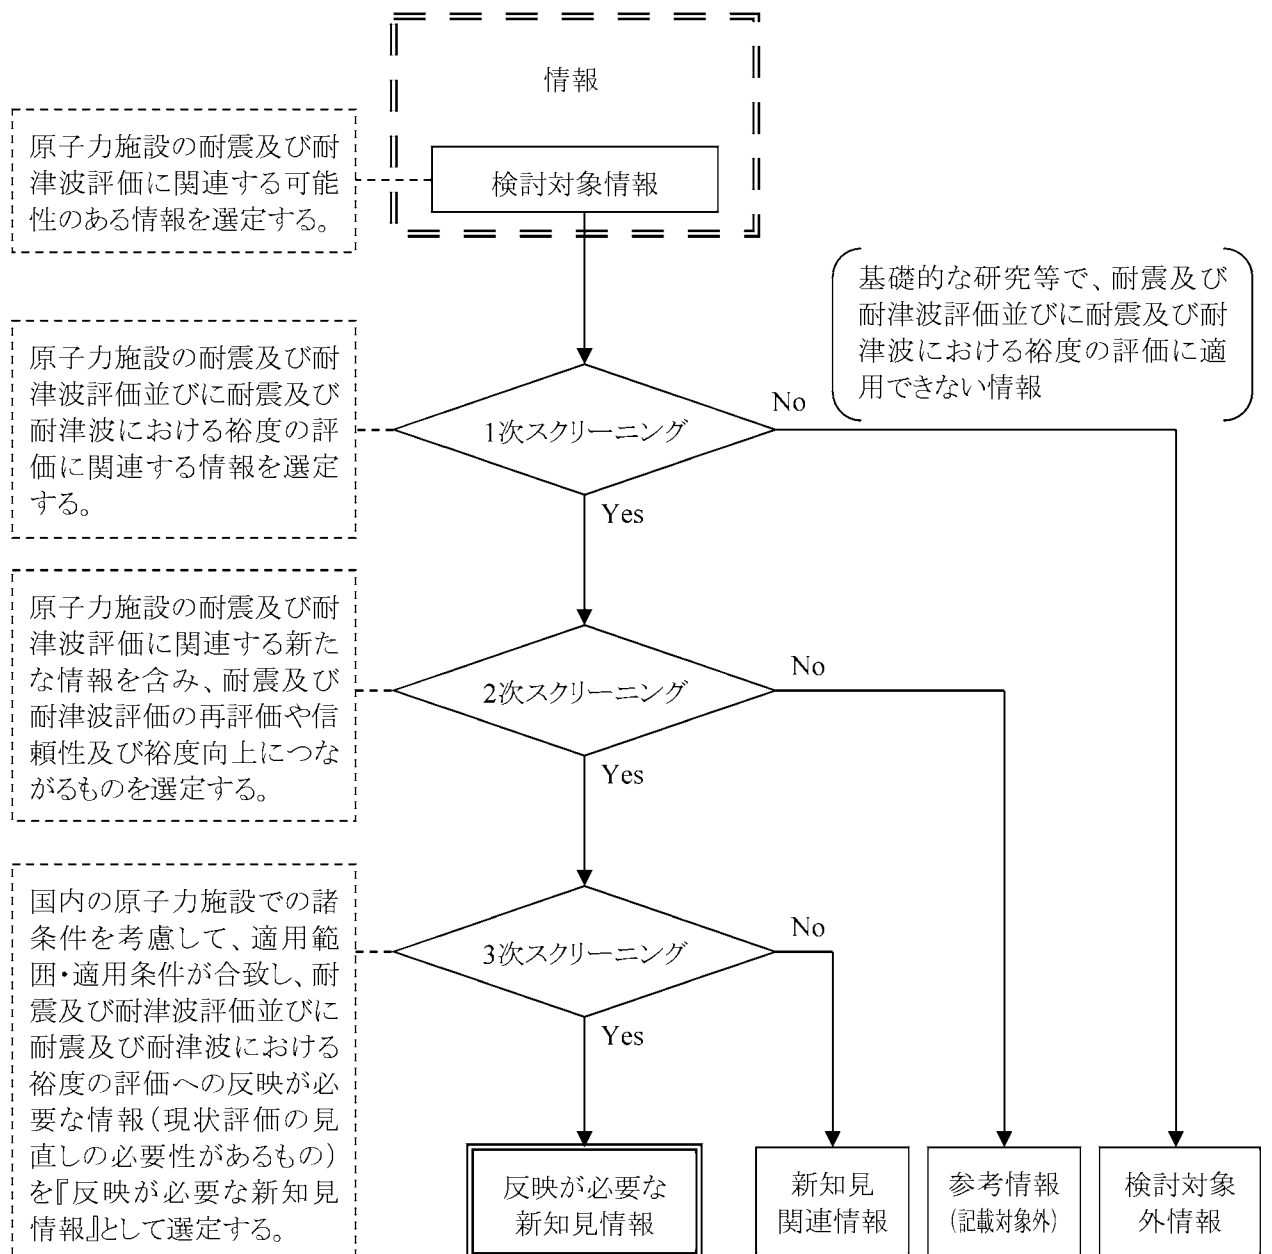 情報
検討対象情報
原子力施設の耐震及び耐
津波評価に関連する可能
性のある情報を選定する。
基礎的な研究等で、耐震及び
耐津波評価並びに耐震及び耐
津波における裕度の評価に適
用できない情報
原子力施設の耐震及び耐
津波評価並びに耐震及び
耐津波における裕度の評
価に関連する情報を選定
する。
1次スクリーニング
No
Yes
原子力施設の耐震及び耐
津波評価に関連する新た
な情報を含み、耐震及び
耐津波評価の再評価や信
頼性及び裕度向上につな
がるものを選定する。
2次スクリーニング
No
Yes
国内の原子力施設での諸
条件を考慮して、適用範
囲・適用条件が合致し、耐
震及び耐津波評価並びに
耐震及び耐津波における
裕度の評価への反映が必
要な情報(現状評価の見
直しの必要性があるもの)
を『反映が必要な新知見
情報』として選定する。
3次スクリーニング
No
Yes
反映が必要な
新知見情報
新知見
関連情報
参考情報
(記載対象外)
検討対象
外情報